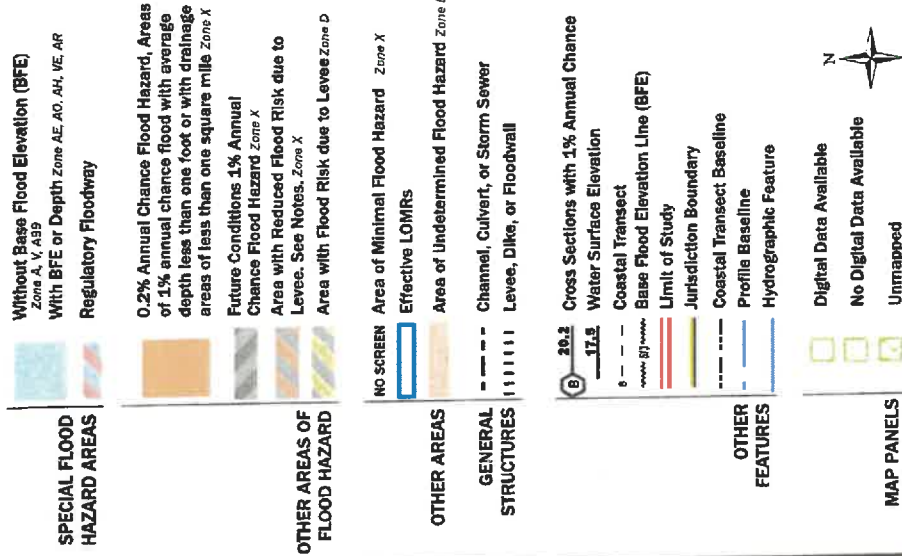 SPECIAL FLOOD
HAZARD AREAS
Without Base Flood Elevation (BFE)
Zone A, V, A99
With BFE or Depth Zone AE, AO, AH, VE, AR
Regulatory Floodway
OTHER AREAS OF
FLOOD HAZARD
0.2% Annual Chance Flood Hazard, Areas
of 1% annual chance flood with average
depth less than one foot or with drainage
areas of less than one square mile Zone X
Future Conditions 1% Annual
Chance Flood Hazard Zone X
Area with Reduced Flood Risk due to
Levee. See Notes. Zone X
Area with Flood Risk due to Levee Zone D
OTHER AREAS
NO SCREEN Area of Minimal Flood Hazard Zone X
Effective LOMRs
Area of Undetermined Flood Hazard Zone
GENERAL
STRUCTURES
Channel, Culvert, or Storm Sewer
Levee, Dike, or Floodwall
OTHER
FEATURES
B 20.2 Cross Sections with 1% Annual Chance
17.5 Water Surface Elevation
8 Coastal Transect
513 Base Flood Elevation Line (BFE)
Limit of Study
Jurisdiction Boundary
Coastal Transect Baseline
Profile Baseline
Hydrographic Feature
MAP PANELS
Digital Data Available
No Digital Data Available
Unmapped
N